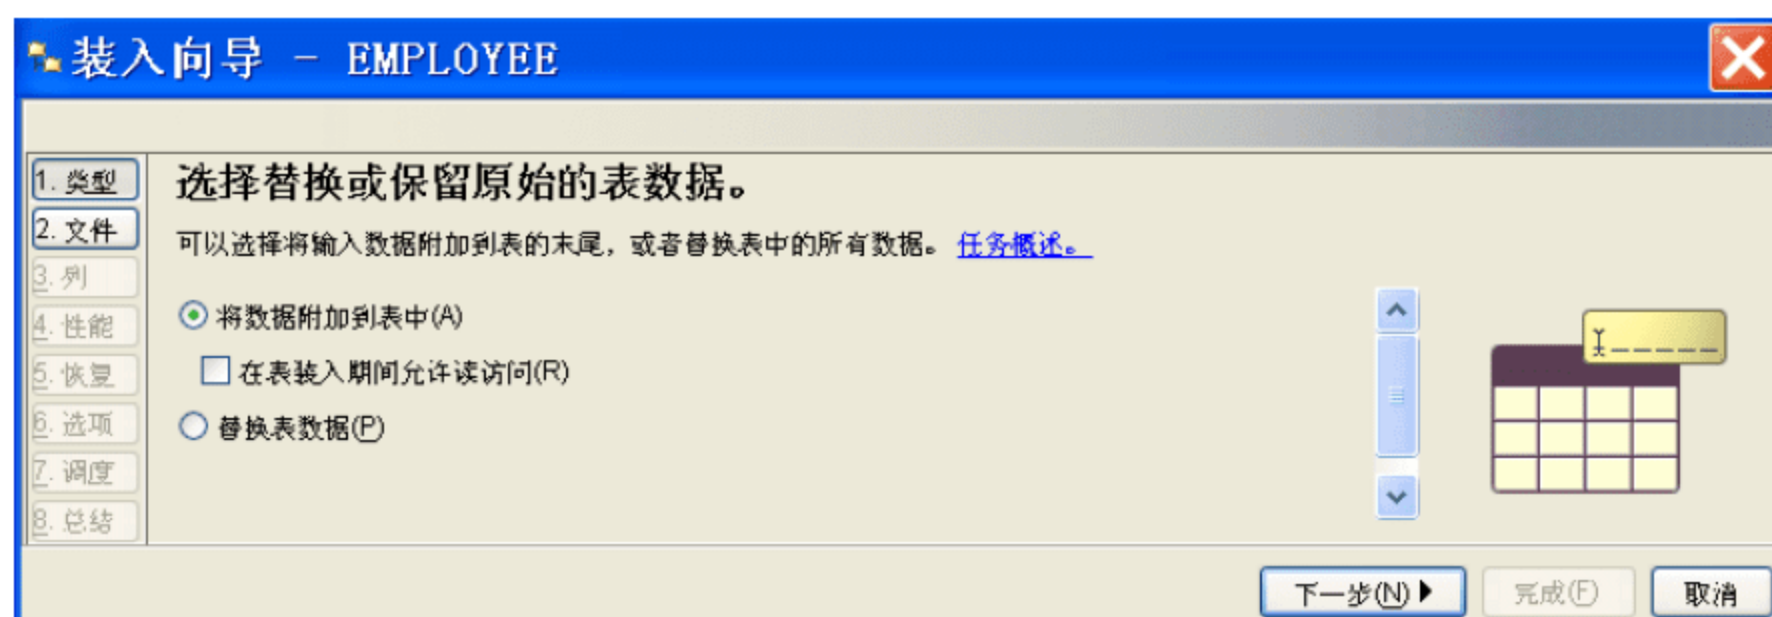 装入向导 - EMPLOYEE
1. 类型
2. 文件
3. 列
4. 性能
5. 恢复
6. 选项
7. 调度
8. 总结
选择替换或保留原始的表数据。
可以选择将输入数据附加到表的末尾，或者替换表中的所有数据。 任务概述。
将数据附加到表中(A)
在表装入期间允许读访问(R)
替换表数据(P)
下一步(N) 完成(F) 取消